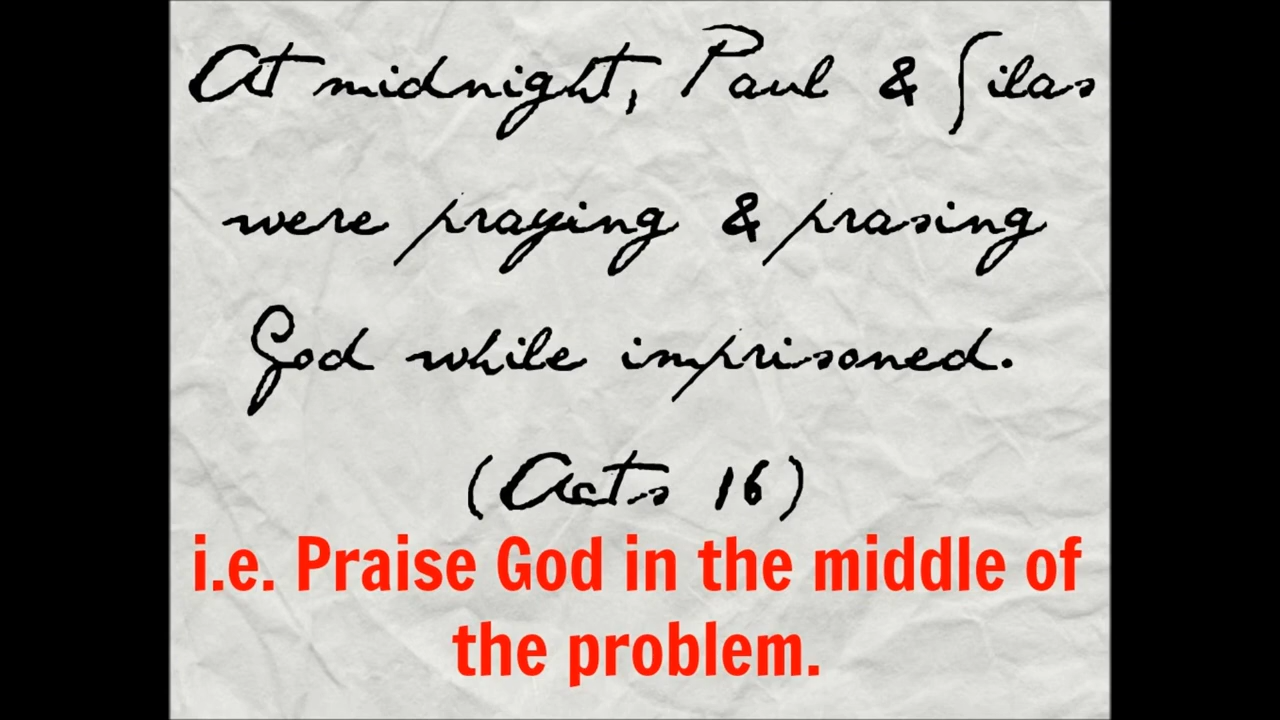 At midnight, Paul & Silas
were praying & prasing
God while imprisoned.
(Acts 16)
i.e. Praise God in the middle of
the problem.